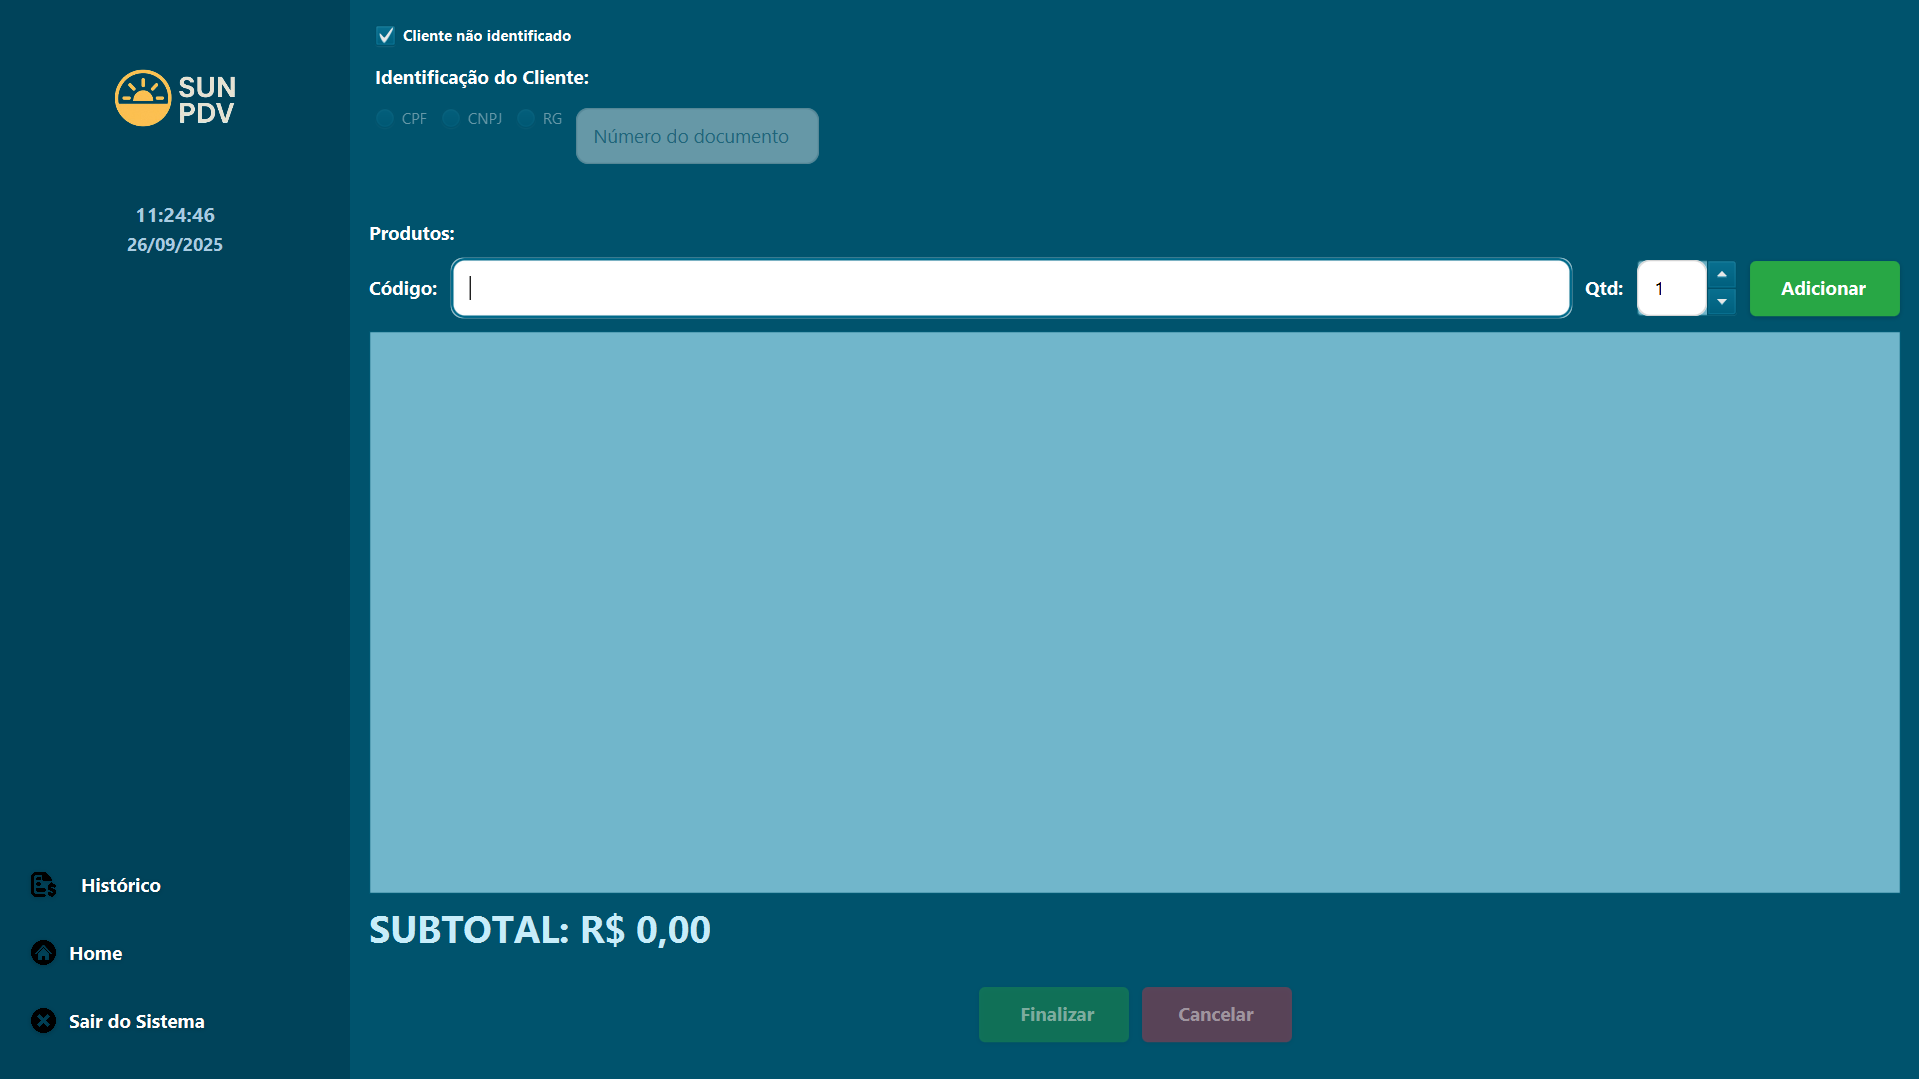 SUN
PDV
11:24:46
26/09/2025
Histórico
Home
Sair do Sistema
Cliente não identificado
Identificação do Cliente:
CPF CNPJ RG Número do documento
Produtos:
Código: Qtd: 1 Adicionar
SUBTOTAL: R$ 0,00
Finalizar Cancelar